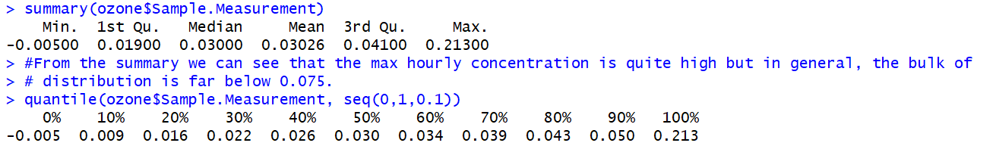 > summary(ozone$Sample.Measurement)
Min. 1st Qu. Median Mean 3rd Qu. Max.
-0.00500 0.01900 0.03000 0.03026 0.04100 0.21300
> #From the summary we can see that the max hourly concentration is quite high but in general, the bulk of
> # distribution is far below 0.075.
> quantile(ozone$Sample.Measurement, seq(0,1,0.1))
0% 10% 20% 30% 40% 50% 60% 70% 80% 90% 100%
-0.005 0.009 0.016 0.022 0.026 0.030 0.034 0.039 0.043 0.050 0.213